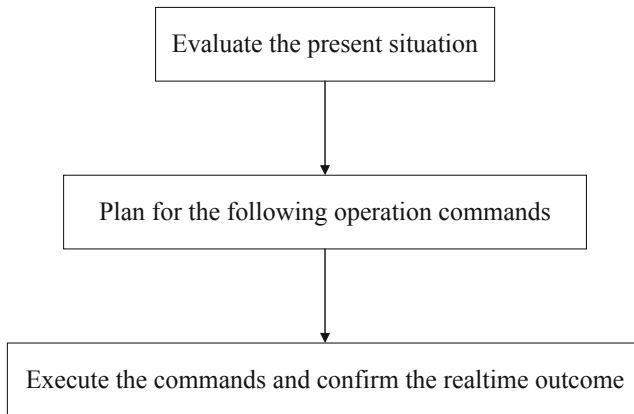 Evaluate the present situation
Plan for the following operation commands
Execute the commands and confirm the realtime outcome